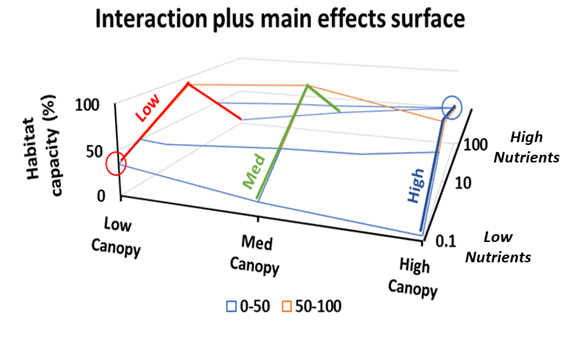 Interaction plus main effects surface
Habitat
capacity (%)
100
50
0
Low
Med
High
100
10
0.1
High
Nutrients
Low
Nutrients
Low
Canopy
Med
Canopy
High
Canopy
0-50
50-100